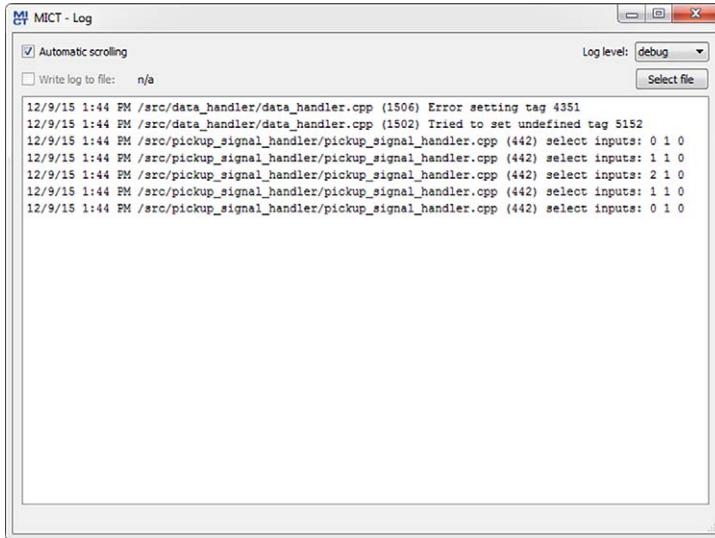 MICT MICT - Log
Automatic scrolling
Log level: debug
Write log to file: n/a
Select file
12/9/15 1:44 PM /src/data_handler/data_handler.cpp (1506) Error setting tag 4351
12/9/15 1:44 PM /src/data_handler/data_handler.cpp (1502) Tried to set undefined tag 5152
12/9/15 1:44 PM /src/pickup_signal_handler/pickup_signal_handler.cpp (442) select inputs: 0 1 0
12/9/15 1:44 PM /src/pickup_signal_handler/pickup_signal_handler.cpp (442) select inputs: 1 1 0
12/9/15 1:44 PM /src/pickup_signal_handler/pickup_signal_handler.cpp (442) select inputs: 2 1 0
12/9/15 1:44 PM /src/pickup_signal_handler/pickup_signal_handler.cpp (442) select inputs: 1 1 0
12/9/15 1:44 PM /src/pickup_signal_handler/pickup_signal_handler.cpp (442) select inputs: 0 1 0